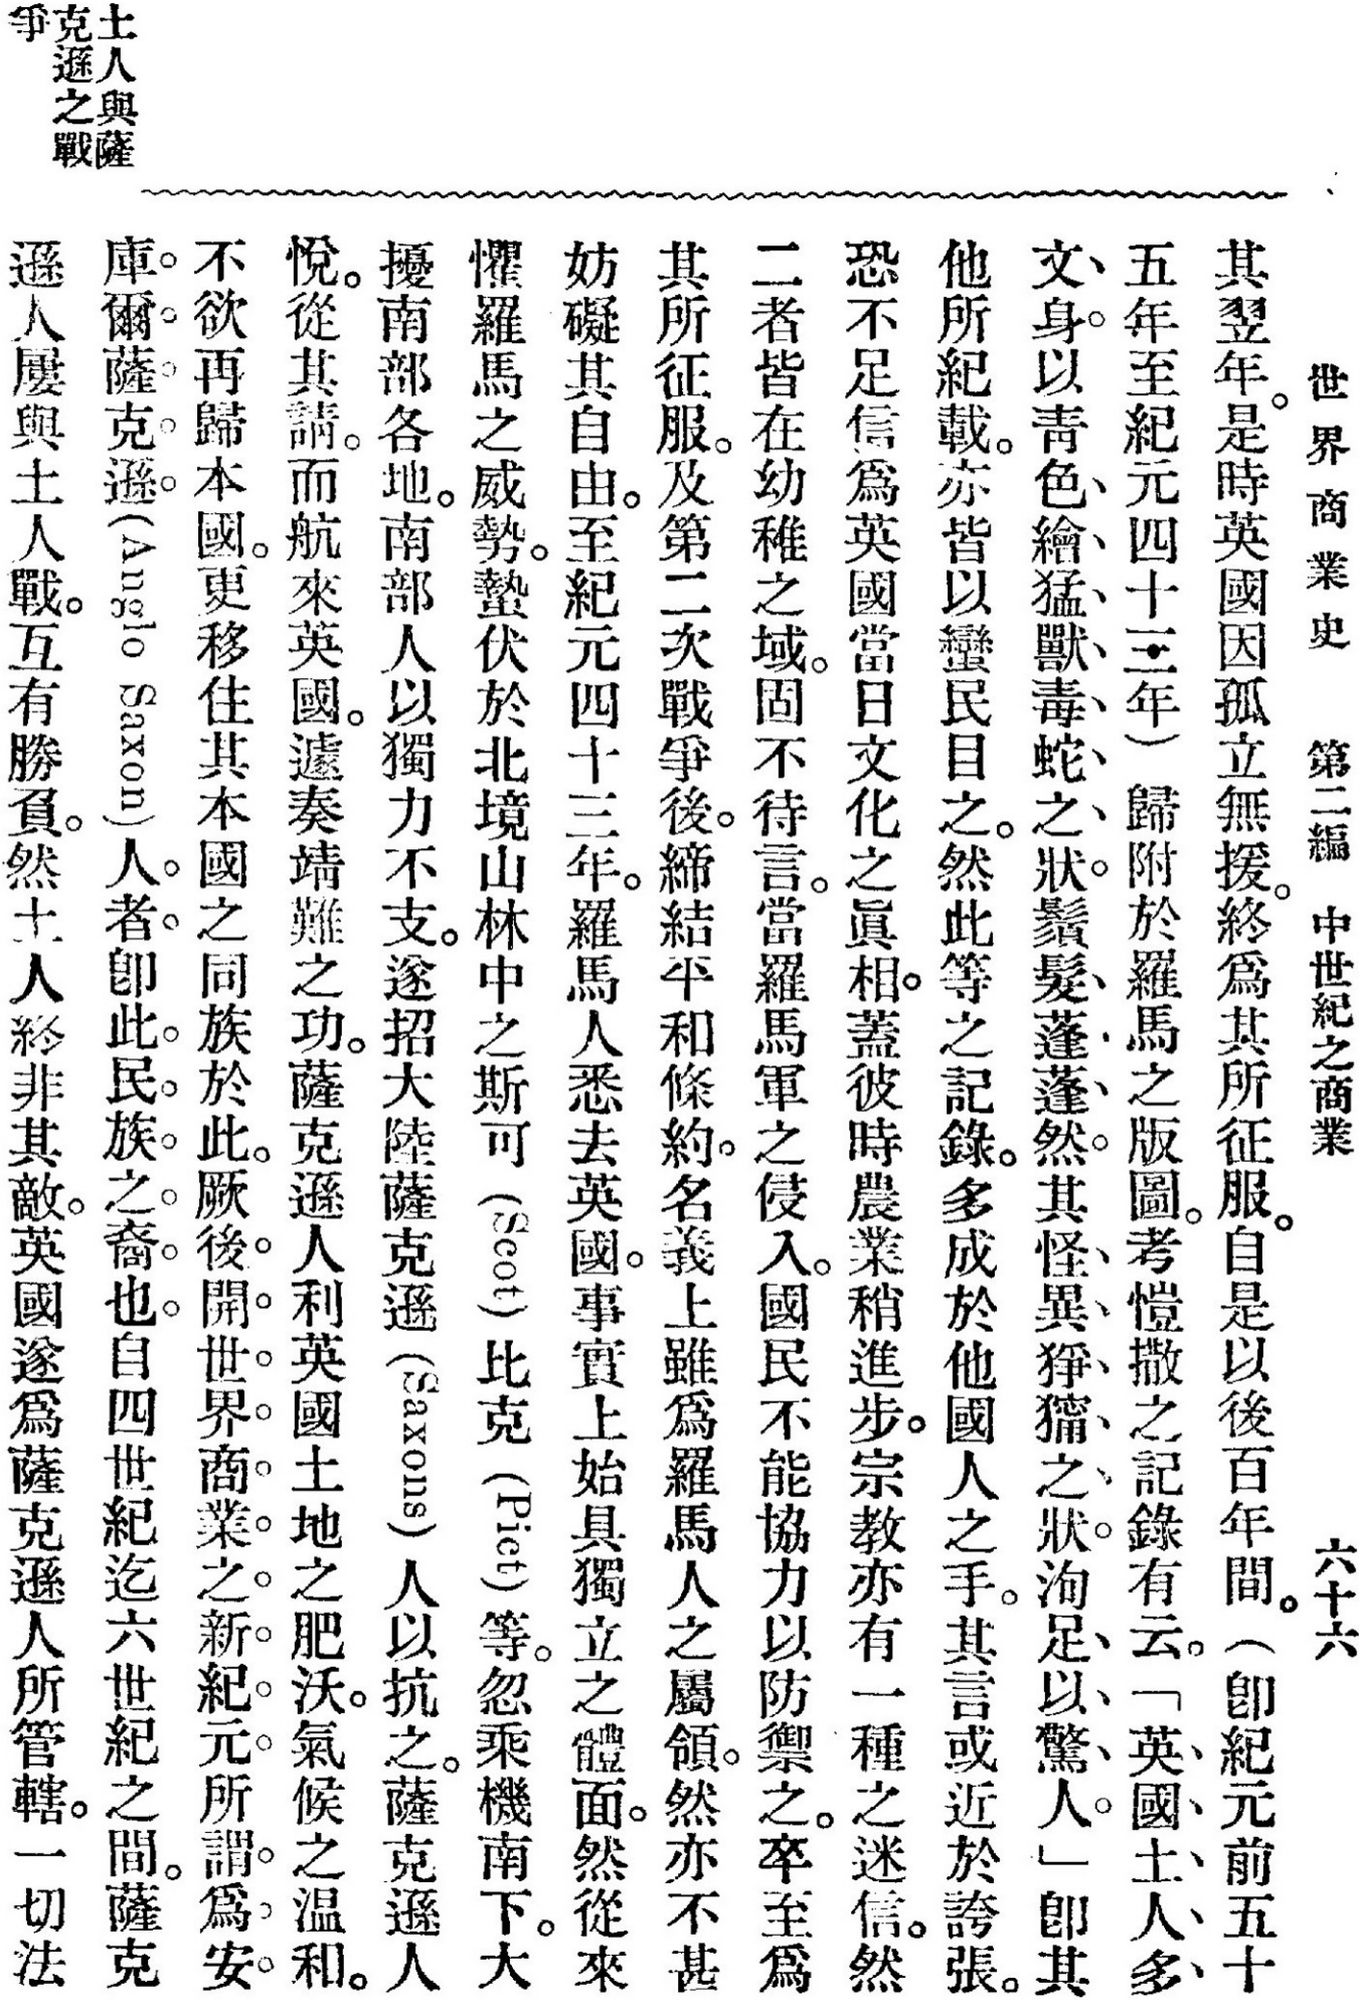 世界商業史　第二編　中世紀之商業　六十六
其翌年。是時英國因孤立無援。終爲其所征服。自是以後百年間。（卽紀元前五十
五年至紀元四十三年）歸附於羅馬之版圖。考愷撒之記錄有云。「英國土人多、
文、身。以靑色、繪、猛、獸、毒、蛇、之、狀。鬚髮、蓬、蓬、然。其怪、異、猙、獰、之、狀。洵足、以、驚、人。」卽其
他所紀載。亦皆以蠻民目之。然此等之記錄。多成於他國人之手。其言或近於誇張。
恐不足信爲英國當日文化之眞相。蓋彼時農業稍進步。宗教亦有一種之迷信。然
二者皆在幼稚之域。固不待言。當羅馬軍之侵入。國民不能協力以防禦之。卒至爲
其所征服。及第二次戰爭後。締結平和條約。名義上雖爲羅馬人之屬領。然亦不甚
妨礙其自由。至紀元四十三年。羅馬人悉去英國。事實上始具獨立之體面。然從來
懼羅馬之威勢。蟄伏於北境山林中之斯可(Scot)比克(Pict)等。忽乘機南下。大
擾南部各地。南部人以獨力不支。遂招大陸薩克遜(Saxons)人以抗之。薩克遜人
悅。從其請。而航來英國。遽奏靖難之功。薩克遜人利英國土地之肥沃。氣候之温和。
不欲再歸本國。更移住其本國之同族於此。厥後。開。世。界。商。業。之。新。紀。元。所謂。爲。安。
庫。爾。薩。克。遜。(Anglo Saxon)人。者。卽此。民。族。之。裔。也。自四世紀迄六世紀之間。薩克
遜人屢與土人戰。互有勝負。然土人終非其敵。英國遂爲薩克遜人所管轄。一切法
土人與薩
克遜之戰
爭